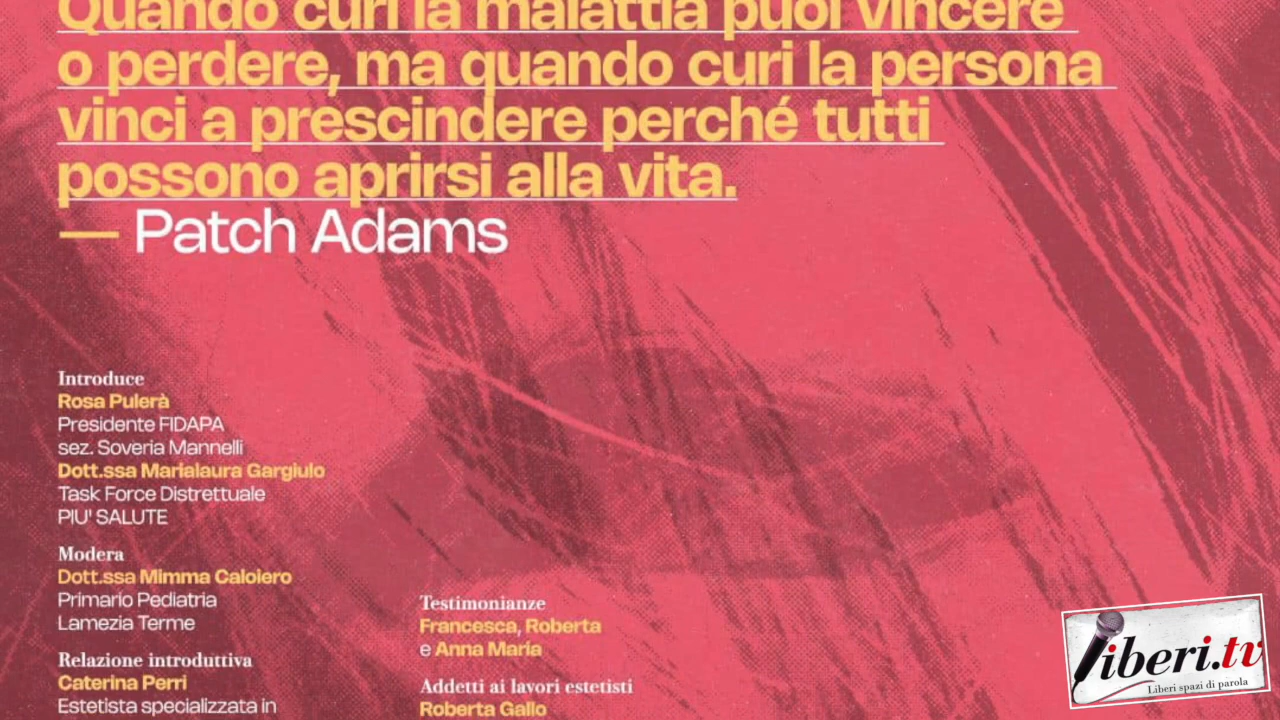 Quando curi la malattia puoi vincere
o perdere, ma quando curi la persona
vinci a prescindere perché tutti
possono aprirsi alla vita.
— Patch Adams
Introduce
Rosa Pulerà
Presidente FIDAPA
sez. Soveria Mannelli
Dott.ssa Marialaura Gargiulo
Task Force Distrettuale
PIU' SALUTE
Modera
Dott.ssa Mimma Caloiero
Primario Pediatria
Lamezia Terme
Relazione introduttiva
Caterina Perri
Estetista specializzata in
Testimonianze
Francesca, Roberta
e Anna Maria
Addetti ai lavori estetisti
Roberta Gallo
liberi.tv
Liberi spazi di parola